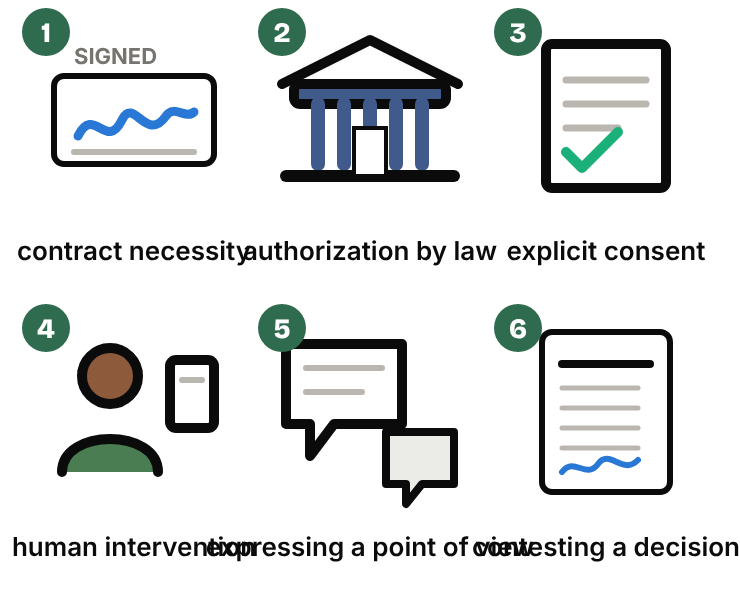 1
2
3
SIGNED
contract necessity
authorization by law
explicit consent
4
5
6
human intervention
expressing a point of view
contesting a decision